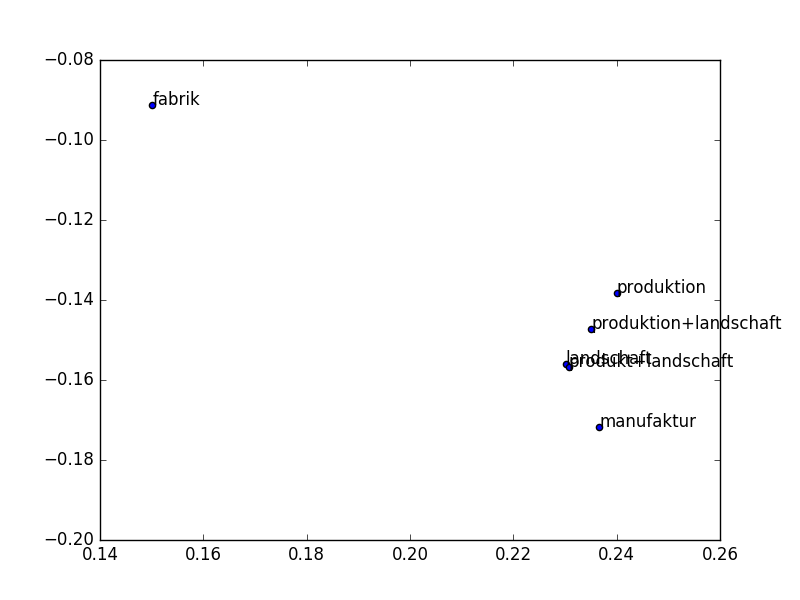 −0.08
fabrik
−0.10
−0.12
produktion
−0.14
produktion+landschaft
landschaft
produkt+landschaft
−0.16
manufaktur
−0.18
−0.20
0.14 0.16 0.18 0.20 0.22 0.24 0.26